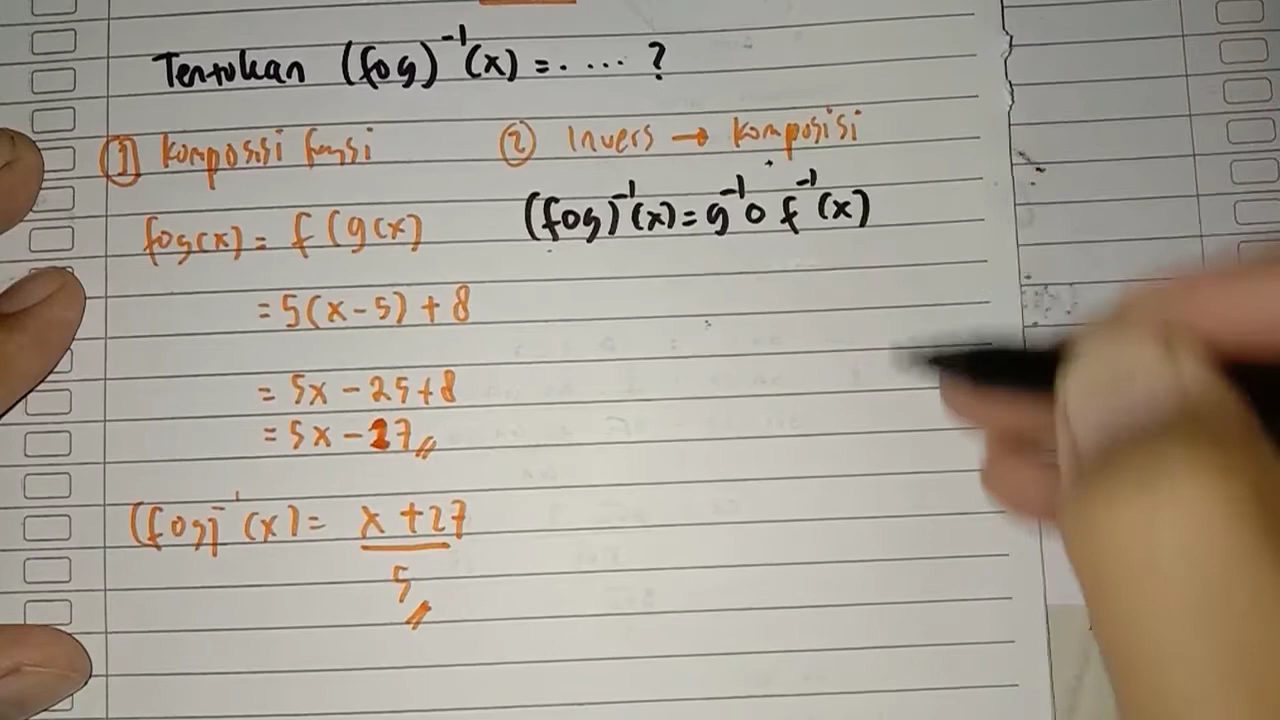 Tentukan (fog)⁻¹(x) = ..... ?
① Komposisi fungsi
fog(x) = f(g(x)
= 5(x-5) + 8
= 5x - 25+8
= 5x - 27
(fog)⁻¹(x) = x + 27
5
② Invers → Komposisi
(fog)⁻¹(x) = g⁻¹o f⁻¹(x)